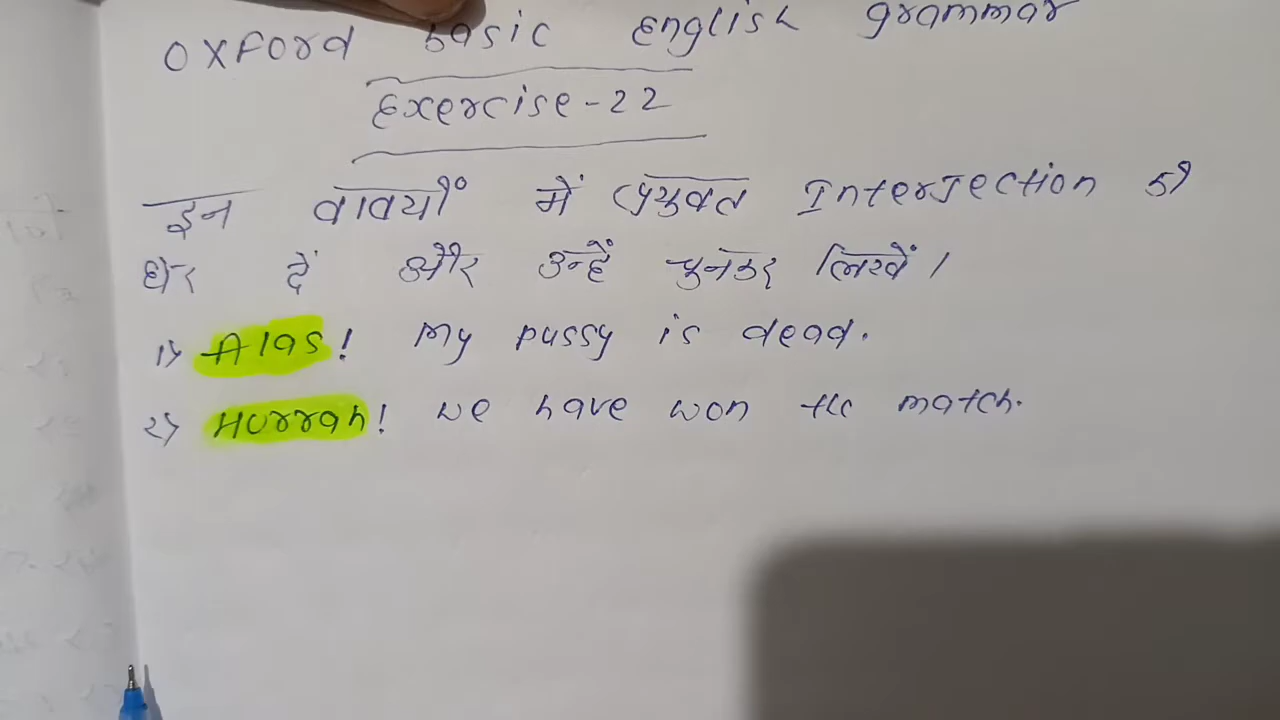 Oxford basic english grammar
Exercise-22
इन वाक्यों में प्रयुक्त Interjection को
घेर दें और उन्हें चुनकर लिखें।
1) Alas! My pussy is dead.
2) Hurrah! we have won the match.